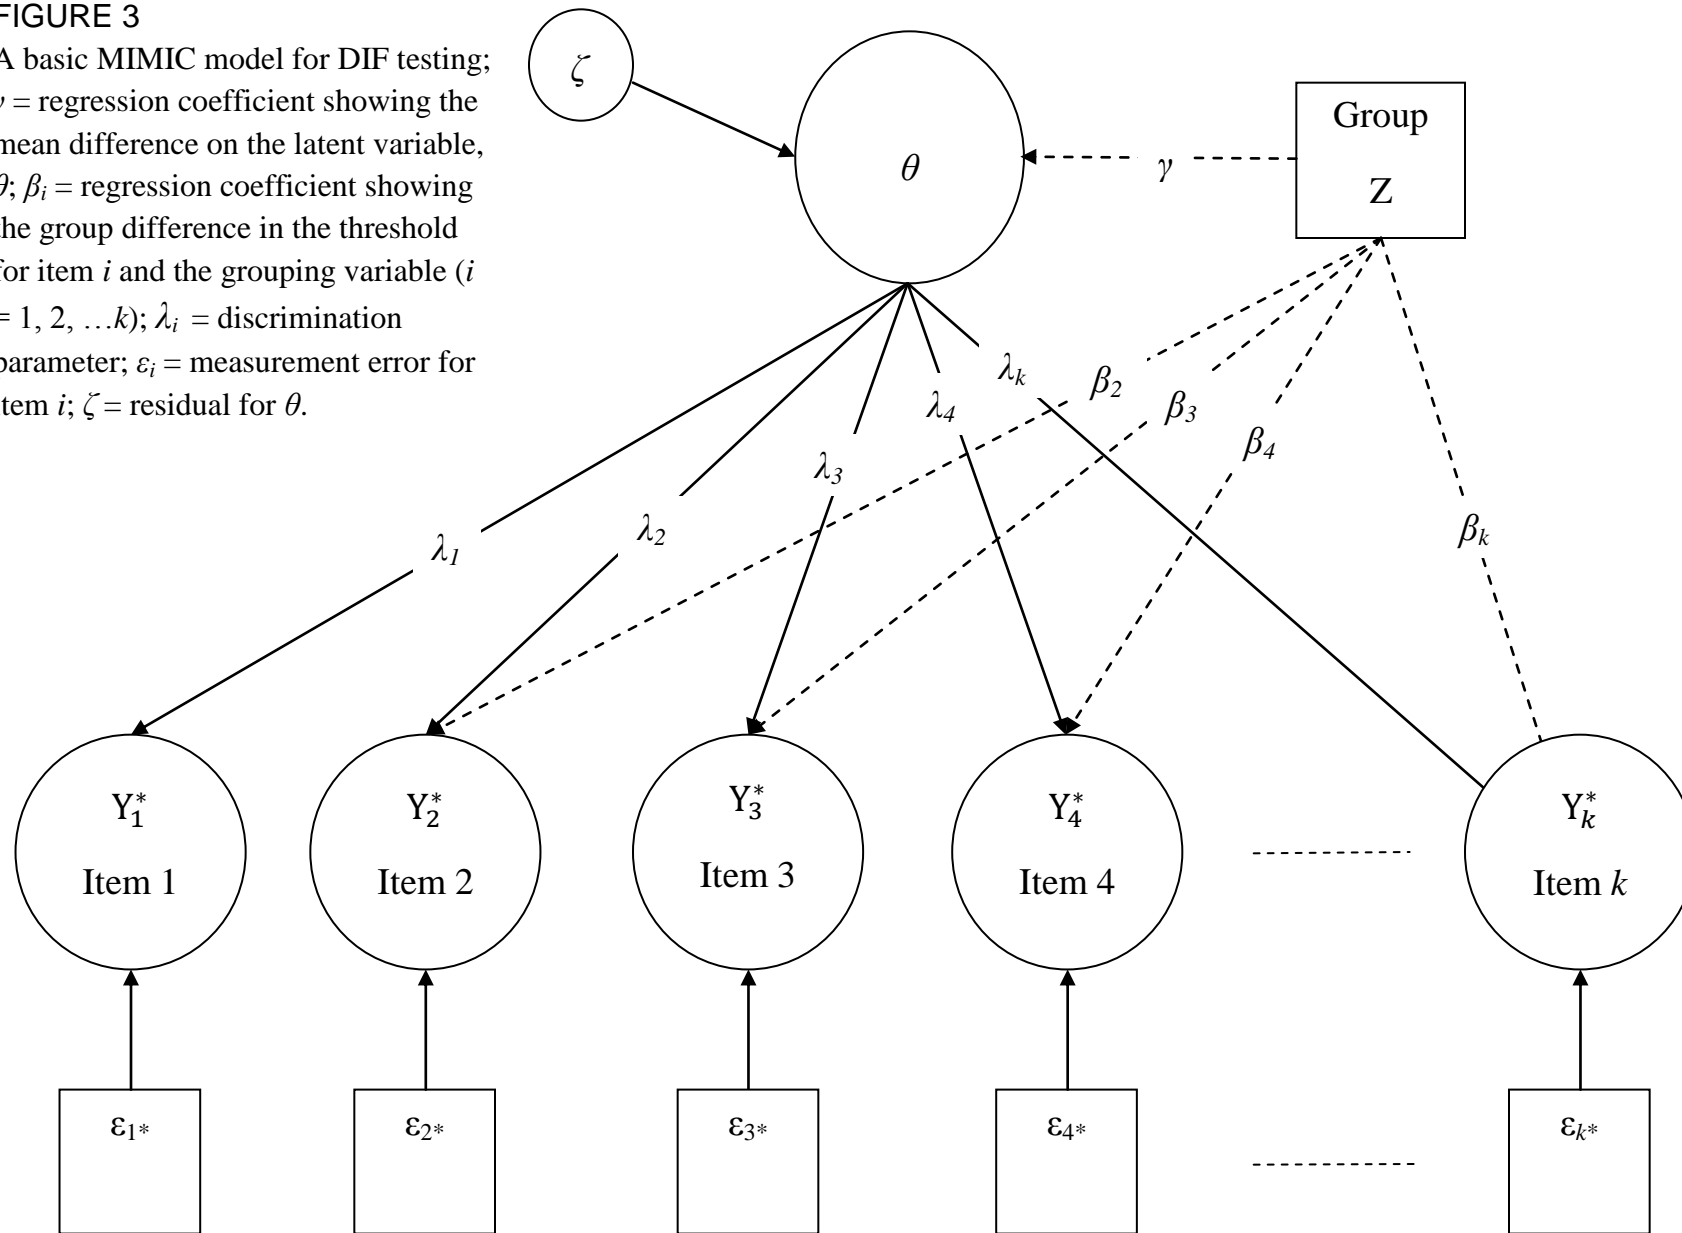 FIGURE 3
A basic MIMIC model for DIF testing;
γ = regression coefficient showing the
mean difference on the latent variable,
θ; βᵢ = regression coefficient showing
the group difference in the threshold
for item i and the grouping variable (i
= 1, 2, …k); λᵢ = discrimination
parameter; εᵢ = measurement error for
item i; ζ = residual for θ.
ζ
θ
γ
Group
Z
λ₁
λ₂
λ₃
λ₄
λₖ
β₂
β₃
β₄
βₖ
Y₁*
Item 1
Y₂*
Item 2
Y₃*
Item 3
Y₄*
Item 4
Yₖ*
Item k
ε₁*
ε₂*
ε₃*
ε₄*
εₖ*